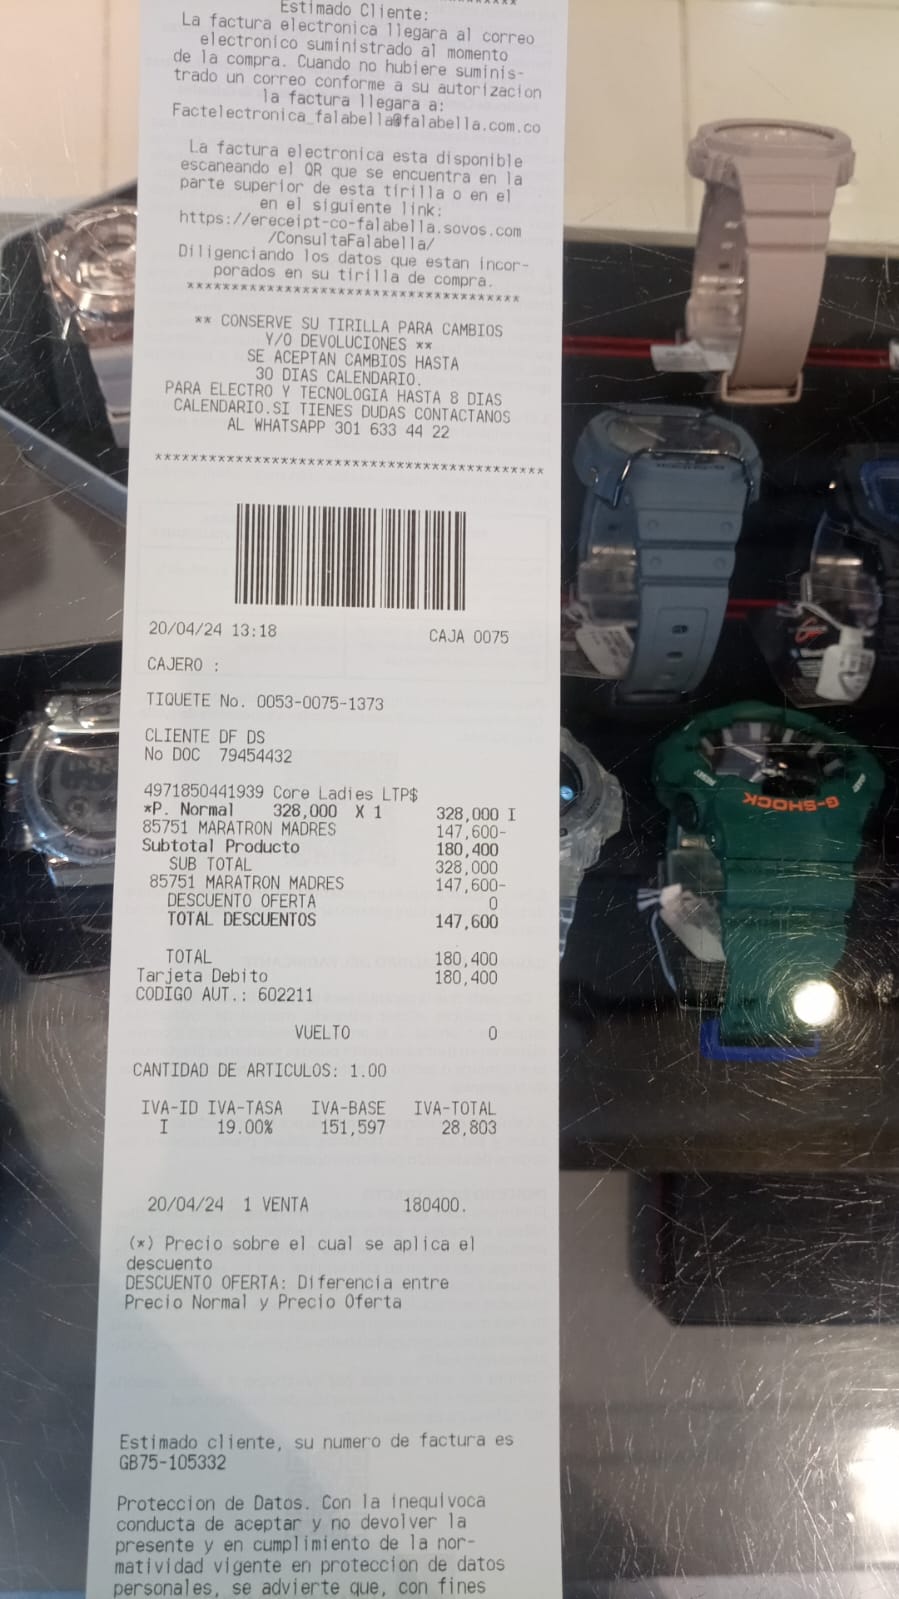 Estimado Cliente:
La factura electronica llegara al correo
electronico suministrado al momento
de la compra. Cuando no hubiere suminis-
trado un correo conforme a su autorizacion
la factura llegara a:
Factelectronica_falabella@falabella.com.co
La factura electronica esta disponible
escaneando el QR que se encuentra en la
parte superior de esta tirilla o en el
en el siguiente link:
https://ereceipt-co-falabella.sovos.com
/ConsultaFalabella/
Diligenciando los datos que estan incor-
porados en su tirilla de compra.
*************************************
** CONSERVE SU TIRILLA PARA CAMBIOS
Y/O DEVOLUCIONES **
SE ACEPTAN CAMBIOS HASTA
30 DIAS CALENDARIO.
PARA ELECTRO Y TECNOLOGIA HASTA 8 DIAS
CALENDARIO.SI TIENES DUDAS CONTACTANOS
AL WHATSAPP 301 633 44 22
*******************************************
20/04/24 13:18 CAJA 0075
CAJERO :
TIQUETE No. 0053-0075-1373
CLIENTE DF DS
No DOC 79454432
4971850441939 Core Ladies LTP$
*P. Normal 328,000 X 1 328,000 I
85751 MARATRON MADRES 147,600-
Subtotal Producto 180,400
SUB TOTAL 328,000
85751 MARATRON MADRES 147,600-
DESCUENTO OFERTA 0
TOTAL DESCUENTOS 147,600
TOTAL 180,400
Tarjeta Debito 180,400
CODIGO AUT.: 602211
VUELTO 0
CANTIDAD DE ARTICULOS: 1.00
IVA-ID IVA-TASA IVA-BASE IVA-TOTAL
I 19.00% 151,597 28,803
20/04/24 1 VENTA 180400.
(*) Precio sobre el cual se aplica el
descuento
DESCUENTO OFERTA: Diferencia entre
Precio Normal y Precio Oferta
Estimado cliente, su numero de factura es
GB75-105332
Proteccion de Datos. Con la inequivoca
conducta de aceptar y no devolver la
presente y en cumplimiento de la nor-
matividad vigente en proteccion de datos
personales, se advierte que, con fines
G-SHOCK